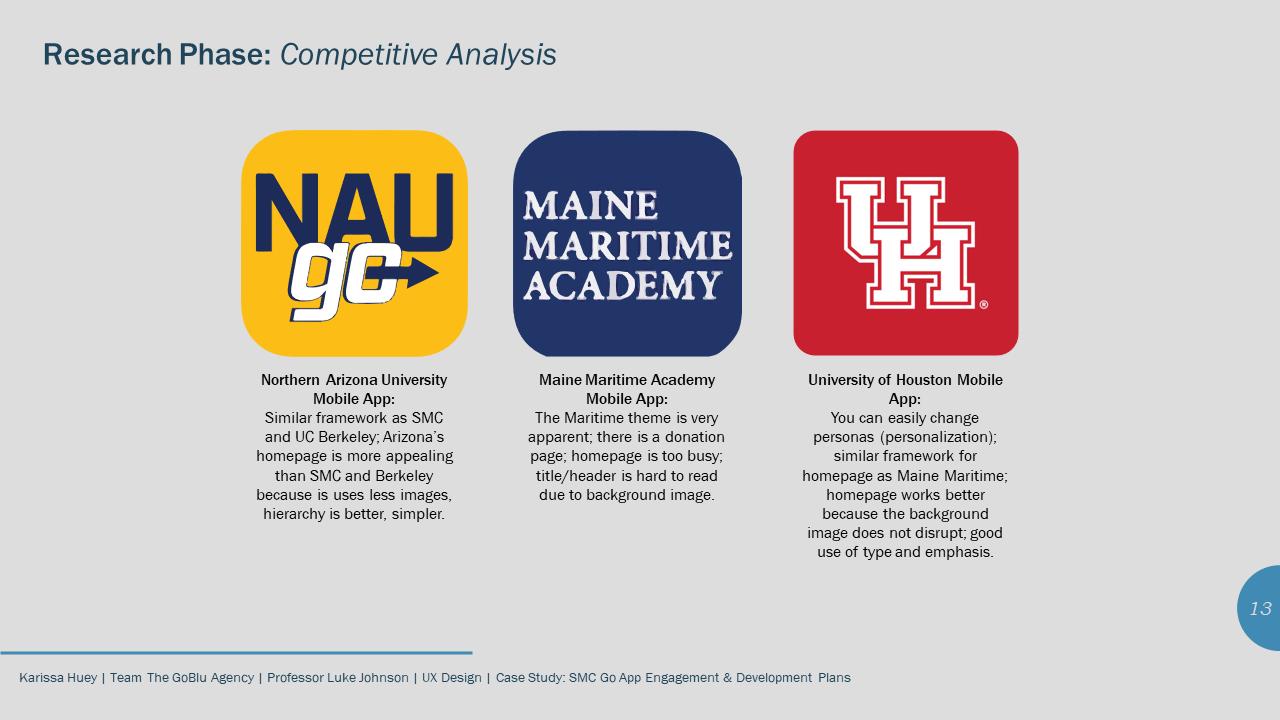 Research Phase: Competitive Analysis
NAU
go
MAINE
MARITIME
ACADEMY
UH
®
Northern Arizona University
Mobile App:
Similar framework as SMC
and UC Berkeley; Arizona's
homepage is more appealing
than SMC and Berkeley
because is uses less images,
hierarchy is better, simpler.
Maine Maritime Academy
Mobile App:
The Maritime theme is very
apparent; there is a donation
page; homepage is too busy;
title/header is hard to read
due to background image.
University of Houston Mobile
App:
You can easily change
personas (personalization);
similar framework for
homepage as Maine Maritime;
homepage works better
because the background
image does not disrupt; good
use of type and emphasis.
13
Karissa Huey | Team The GoBlu Agency | Professor Luke Johnson | UX Design | Case Study: SMC Go App Engagement & Development Plans